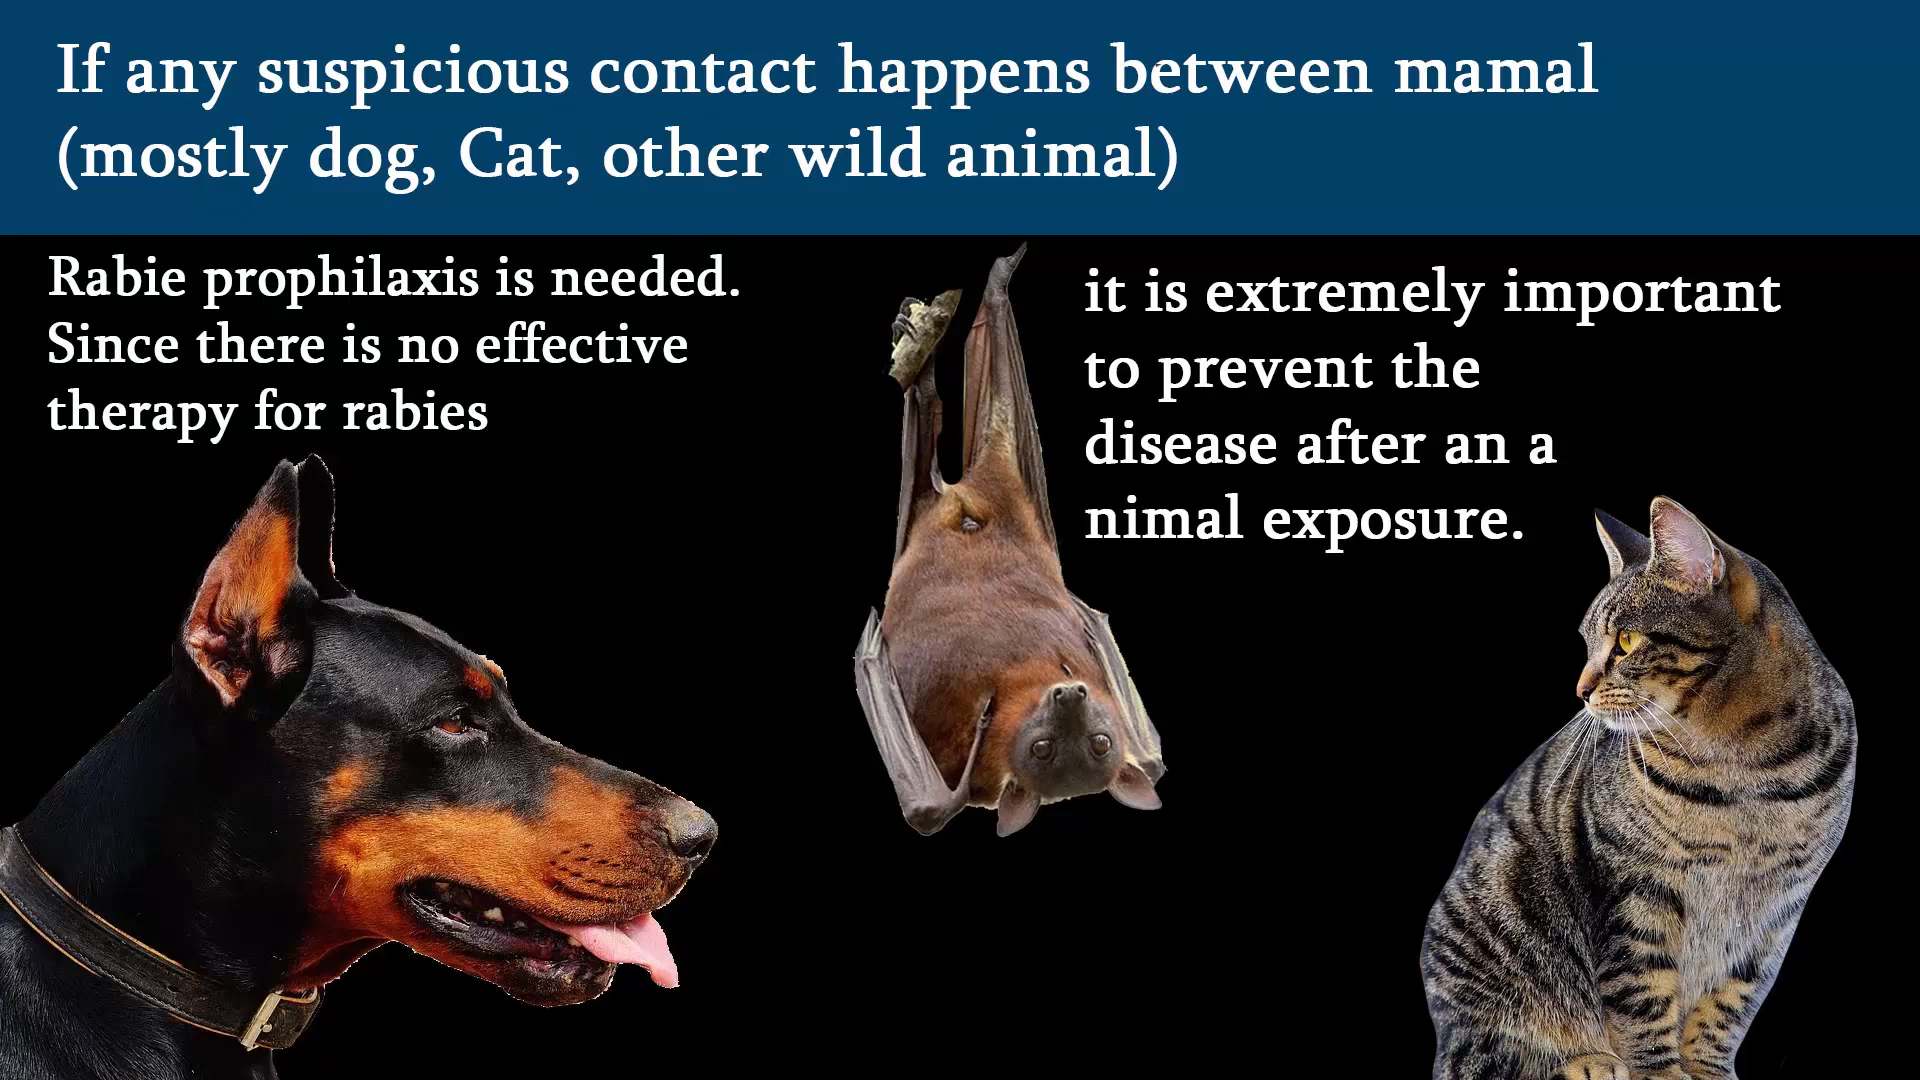 If any suspicious contact happens between mamal
(mostly dog, Cat, other wild animal)
Rabie prophilaxis is needed.
Since there is no effective
therapy for rabies
it is extremely important
to prevent the
disease after an a
nimal exposure.